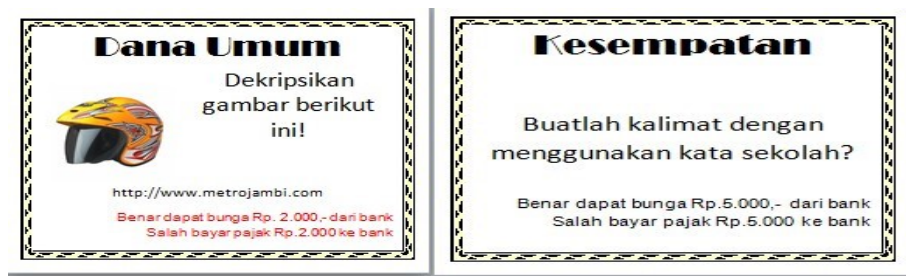 Dana Umum
Dekripsikan
gambar berikut
ini!
http://www.metrojambi.com
Benar dapat bunga Rp. 2.000,- dari bank
Salah bayar pajak Rp.2.000 ke bank
Kesempatan
Buatlah kalimat dengan
menggunakan kata sekolah?
Benar dapat bunga Rp.5.000,- dari bank
Salah bayar pajak Rp.5.000 ke bank